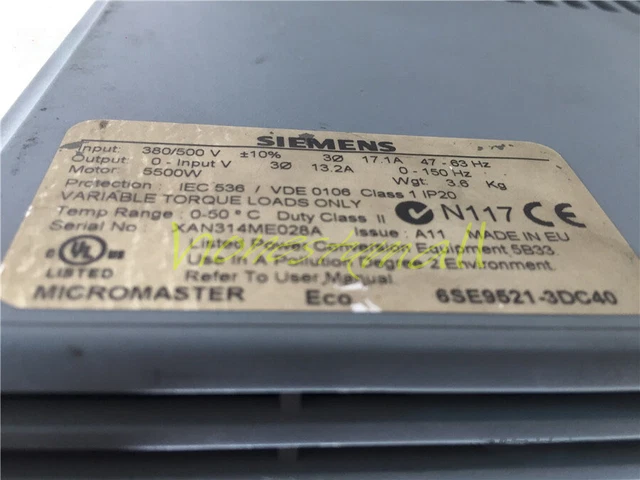 SIEMENS
Input: 380/500 V ±10% 3Ø 17.1A 47 - 63 Hz
Output: 0 - Input V 3Ø 13.2A 0 - 150 Hz
Motor: 5500W Wgt: 3.6 Kg
Protection: IEC 536 / VDE 0106 Class 1 IP20
VARIABLE TORQUE LOADS ONLY
Temp Range: 0-50 ° C Duty Class II N117 CE
Serial No: XAN314ME028A Issue: A11 MADE IN EU
UL Listed Power Conversion Equipment 5B33.
LISTED Use in A Pollution Degree 2 Environment.
Refer To User Manual
MICROMASTER Eco 6SE9521-3DC40